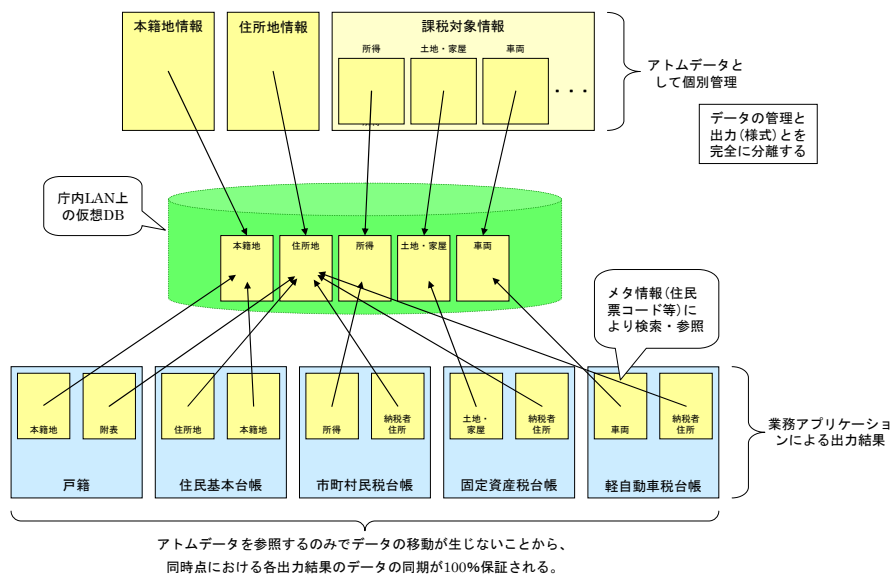 本籍地情報
住所地情報
課税対象情報
所得
土地・家屋
車両
・・・
アトムデータと
して個別管理
データの管理と
出力(様式)とを
完全に分離する
庁内LAN上
の仮想DB
本籍地
住所地
所得
土地・家屋
車両
メタ情報(住民
票コード等)に
より検索・参照
本籍地
附表
戸籍
住所地
本籍地
住民基本台帳
所得
納税者
住所
市町村民税台帳
土地・
家屋
納税者
住所
固定資産税台帳
車両
納税者
住所
軽自動車税台帳
業務アプリケーショ
ンによる出力結果
アトムデータを参照するのみでデータの移動が生じないことから、
同時点における各出力結果のデータの同期が100%保証される。